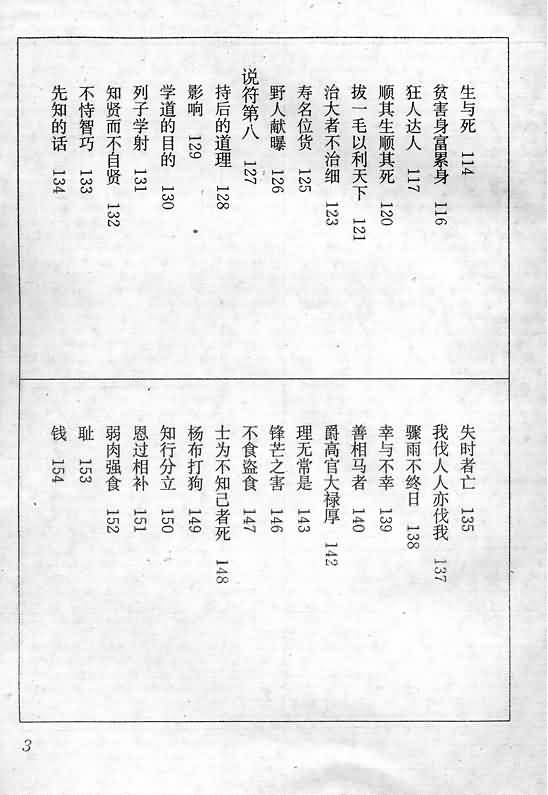 生与死 114
贫害身富累身 116
狂人达人 117
顺其生顺其死 120
拔一毛以利天下 121
治大者不治细 123
寿名位货 125
野人献曝 126
说符第八 127
持后的道理 128
影响 129
学道的目的 130
列子学射 131
知贤而不自贤 132
不恃智巧 133
先知的话 134
失时者亡 135
我伐人人亦伐我 137
骤雨不终日 138
幸与不幸 139
善相马者 140
爵高官大禄厚 142
理无常是 143
锋芒之害 146
不食盗食 147
士为不知己者死 148
杨布打狗 149
知行分立 150
恩过相补 151
弱肉强食 152
耻 153
钱 154
3